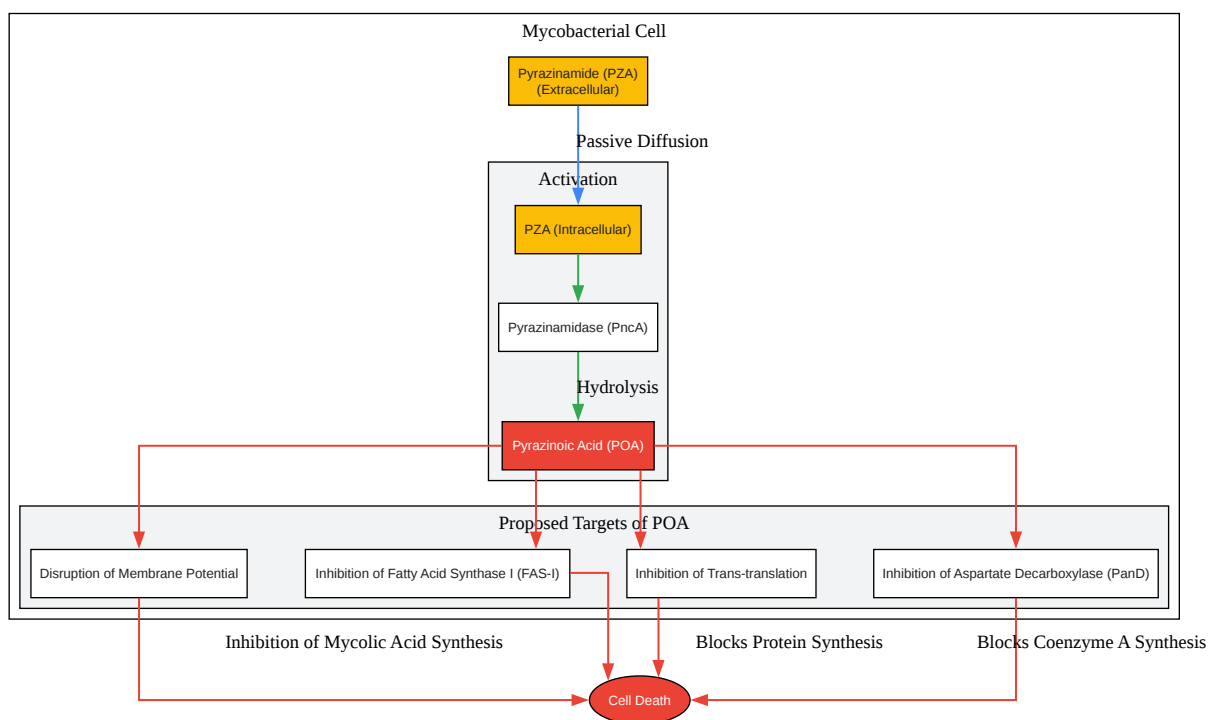 Mycobacterial Cell
Pyrazinamide (PZA)
(Extracellular)
Passive Diffusion
Activation
PZA (Intracellular)
Pyrazinamidase (PncA)
Hydrolysis
Pyrazinoic Acid (POA)
Proposed Targets of POA
Disruption of Membrane Potential
Inhibition of Fatty Acid Synthase I (FAS-I)
Inhibition of Trans-translation
Inhibition of Aspartate Decarboxylase (PanD)
Inhibition of Mycolic Acid Synthesis
Blocks Protein Synthesis
Blocks Coenzyme A Synthesis
Cell Death